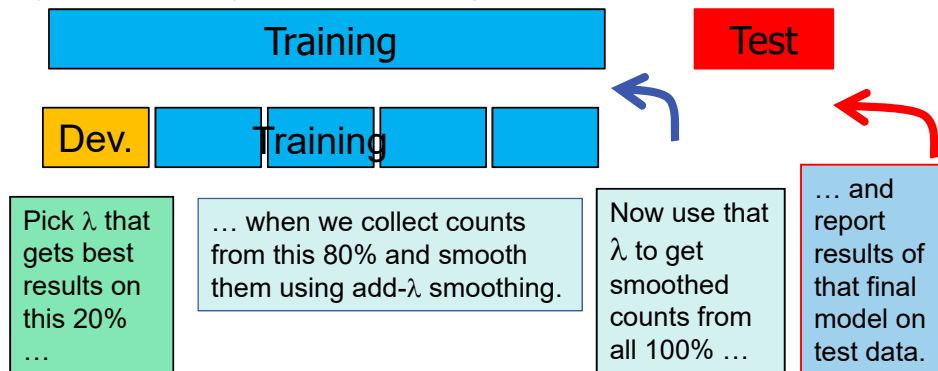 Training
Test
Dev.
Training
Pick λ that
gets best
results on
this 20%
…
… when we collect counts
from this 80% and smooth
them using add-λ smoothing.
Now use that
λ to get
smoothed
counts from
all 100% …
… and
report
results of
that final
model on
test data.